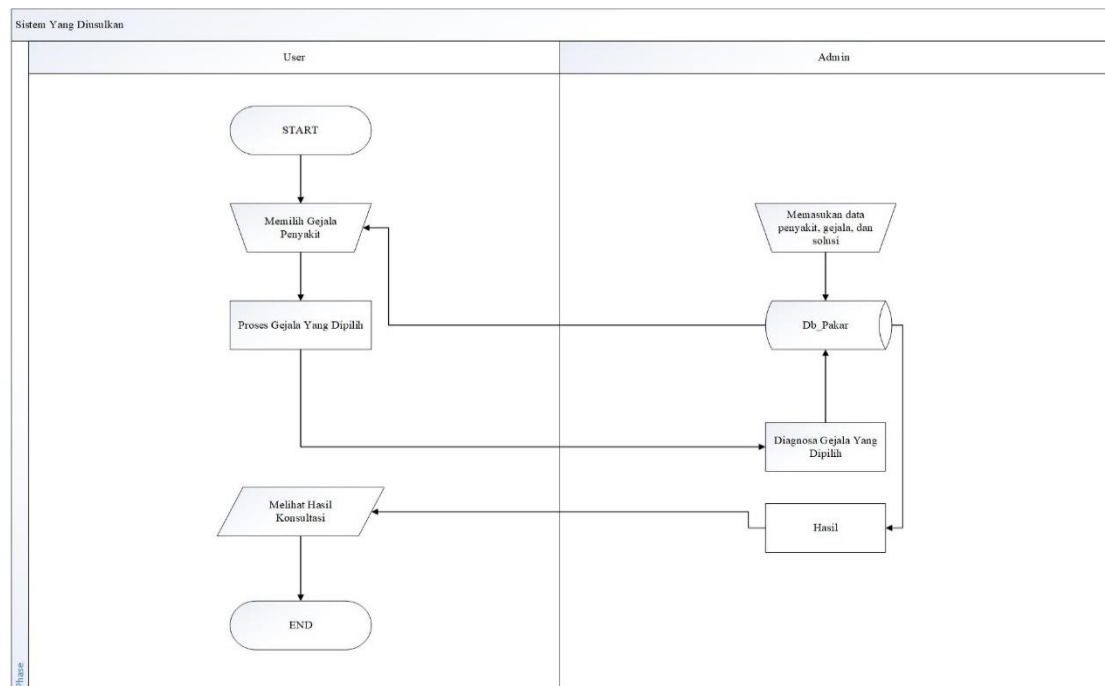 Sistem Yang Diusulkan
User
Admin
START
Memilih Gejala
Penyakit
Memasukan data
penyakit, gejala, dan
solusi
Proses Gejala Yang Dipilih
Db_Pakar
Diagnosa Gejala Yang
Dipilih
Melihat Hasil
Konsultasi
Hasil
END
Phase